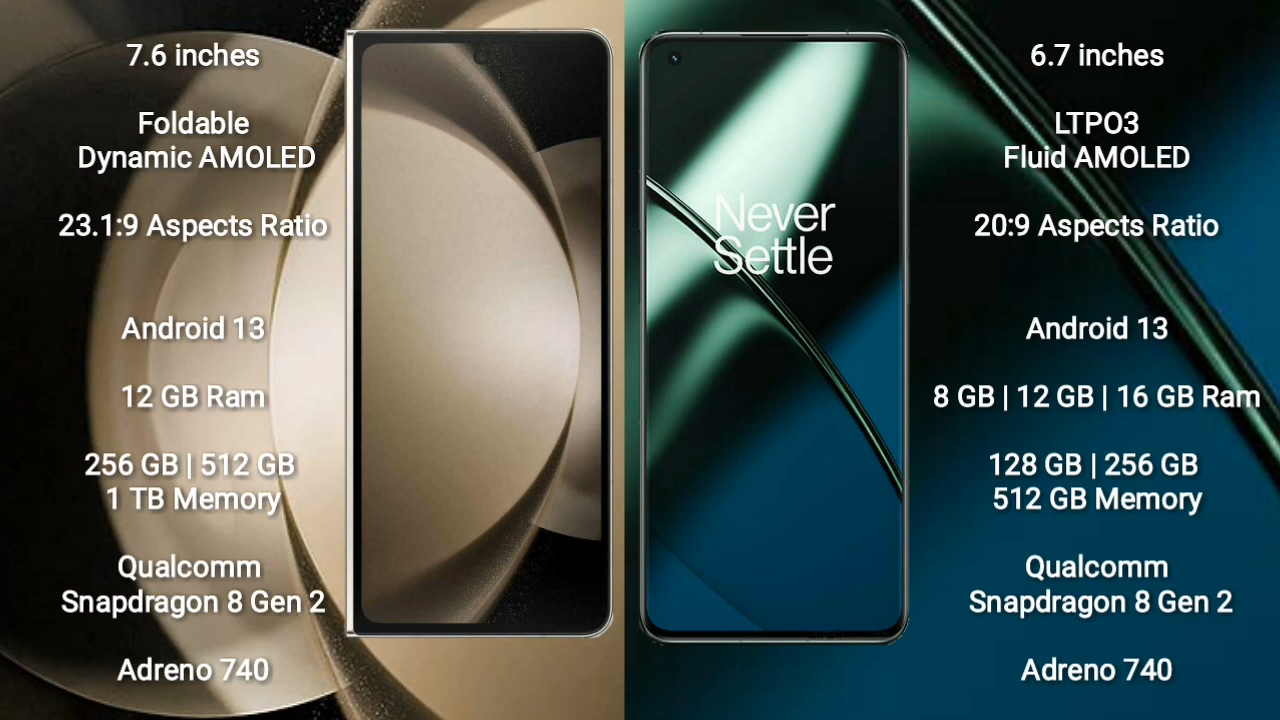 7.6 inches
Foldable
Dynamic AMOLED
23.1:9 Aspects Ratio
Android 13
12 GB Ram
256 GB | 512 GB
1 TB Memory
Qualcomm
Snapdragon 8 Gen 2
Adreno 740
Never
Settle
6.7 inches
LTPO3
Fluid AMOLED
20:9 Aspects Ratio
Android 13
8 GB | 12 GB | 16 GB Ram
128 GB | 256 GB
512 GB Memory
Qualcomm
Snapdragon 8 Gen 2
Adreno 740